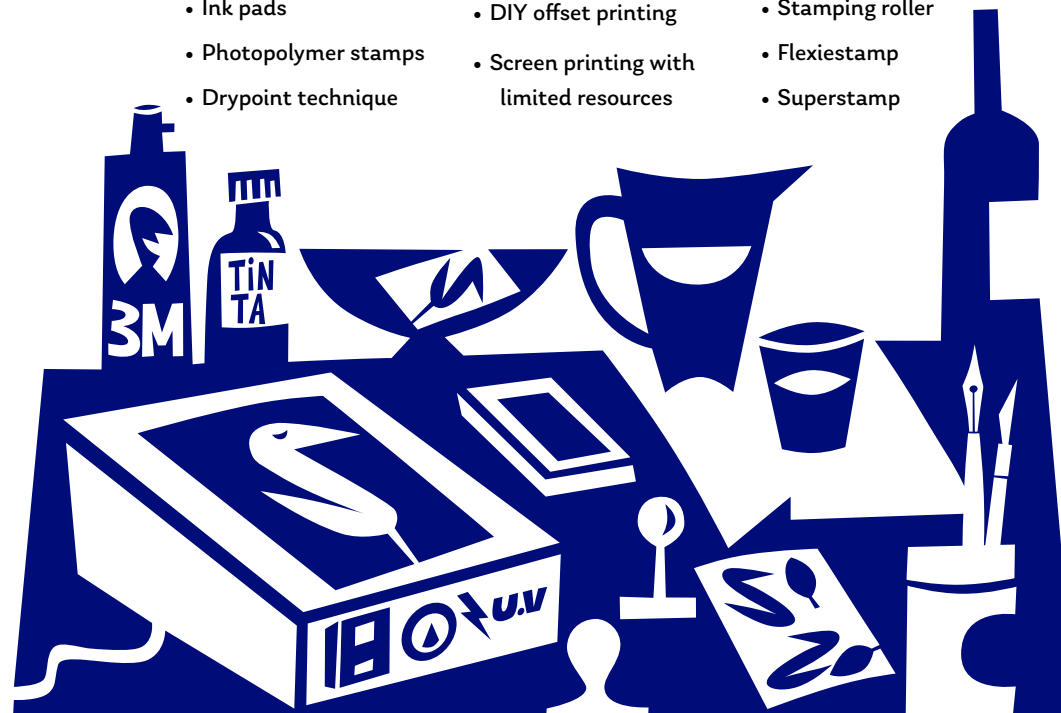 • Ink pads
• Photopolymer stamps
• Drypoint technique
• DIY offset printing
• Screen printing with
limited resources
• Stamping roller
• Flexiestamp
• Superstamp
3M
TiN
TA
18
U.V